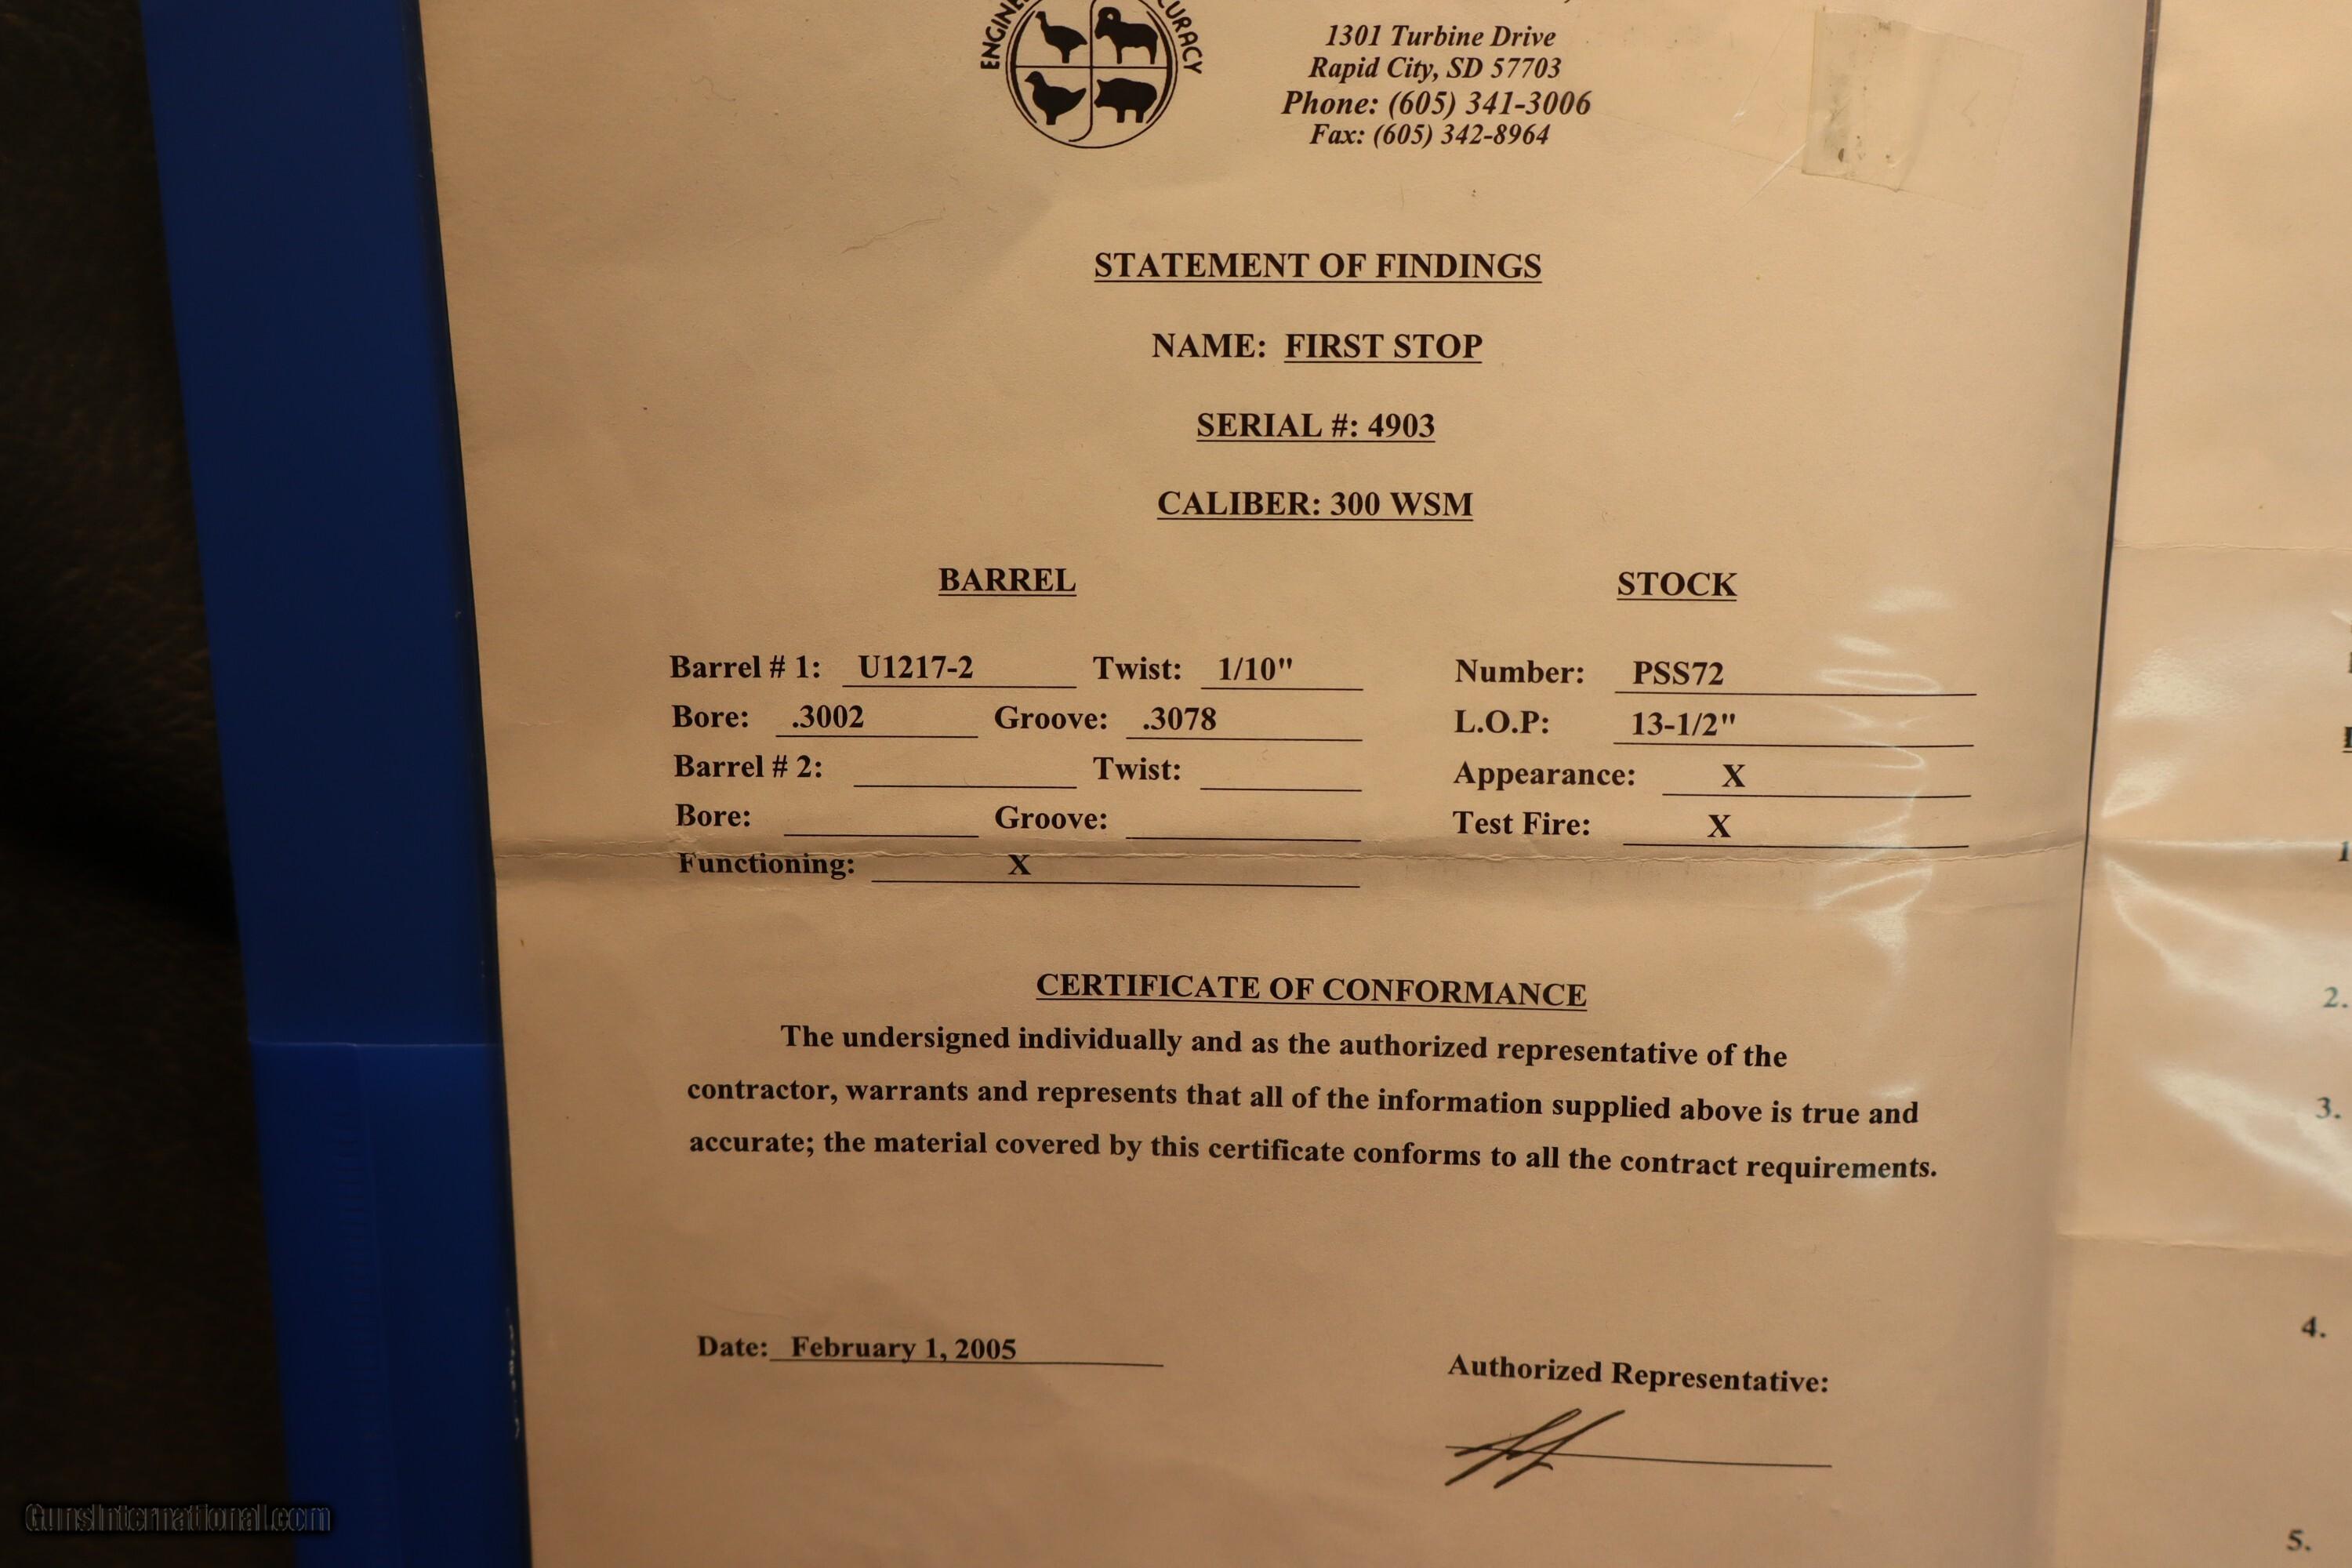 1301 Turbine Drive
Rapid City, SD 57703
Phone: (605) 341-3006
Fax: (605) 342-8964
STATEMENT OF FINDINGS
NAME: FIRST STOP
SERIAL #: 4903
CALIBER: 300 WSM
BARREL STOCK
Barrel # 1: U1217-2 Twist: 1/10" Number: PSS72
Bore: .3002 Groove: .3078 L.O.P: 13-1/2"
Barrel # 2: Twist: Appearance: X
Bore: Groove: Test Fire: X
Functioning: X
CERTIFICATE OF CONFORMANCE
The undersigned individually and as the authorized representative of the
contractor, warrants and represents that all of the information supplied above is true and
accurate; the material covered by this certificate conforms to all the contract requirements.
Date: February 1, 2005
Authorized Representative:
1
2.
3.
4.
5.
GunsInternational.com